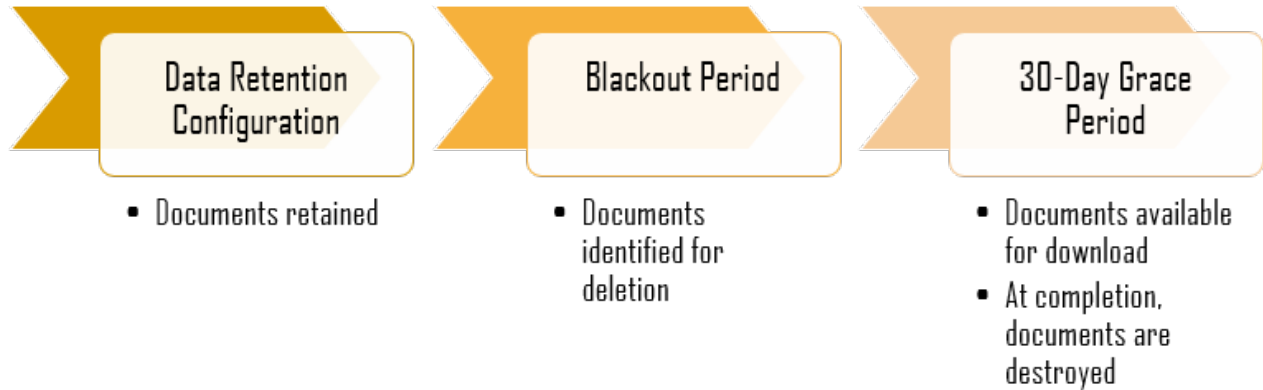 Data Retention
Configuration
• Documents retained
Blackout Period
• Documents
identified for
deletion
30-Day Grace
Period
• Documents available
for download
• At completion,
documents are
destroyed